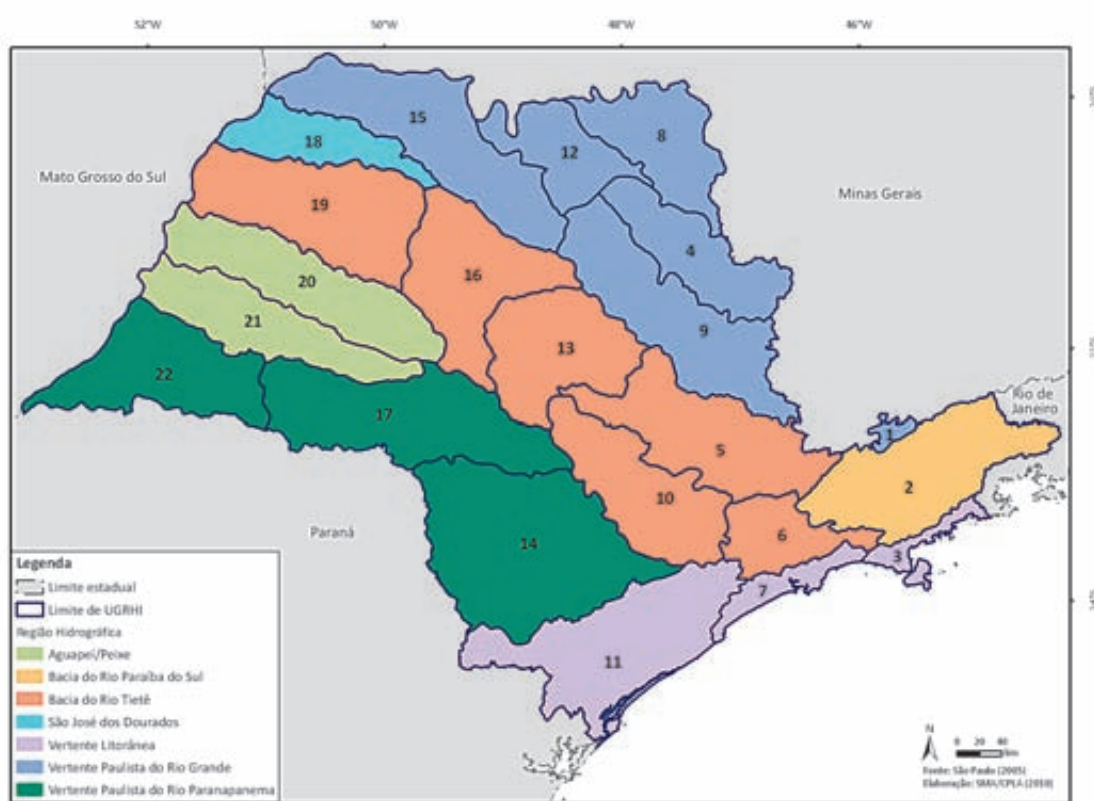 52°W 50°W 48°W 46°W
15
8
18
12
Mato Grosso do Sul
Minas Gerais
19
4
16
20
9
21
13
22
Rio de
Janeiro
17
1
5
2
10
6
Paraná
14
3
7
11
Legenda
Limite estadual
Limite de UGRHI
Região Hidrográfica
Aguapeí/Peixe
Bacia do Rio Paraíba do Sul
Bacia do Rio Tietê
São José dos Dourados
Vertente Litorânea
Vertente Paulista do Rio Grande
Vertente Paulista do Rio Paranapanema
N
0 20 40
km
Fonte: São Paulo (2005)
Elaboração: SMA/CPLA (2010)